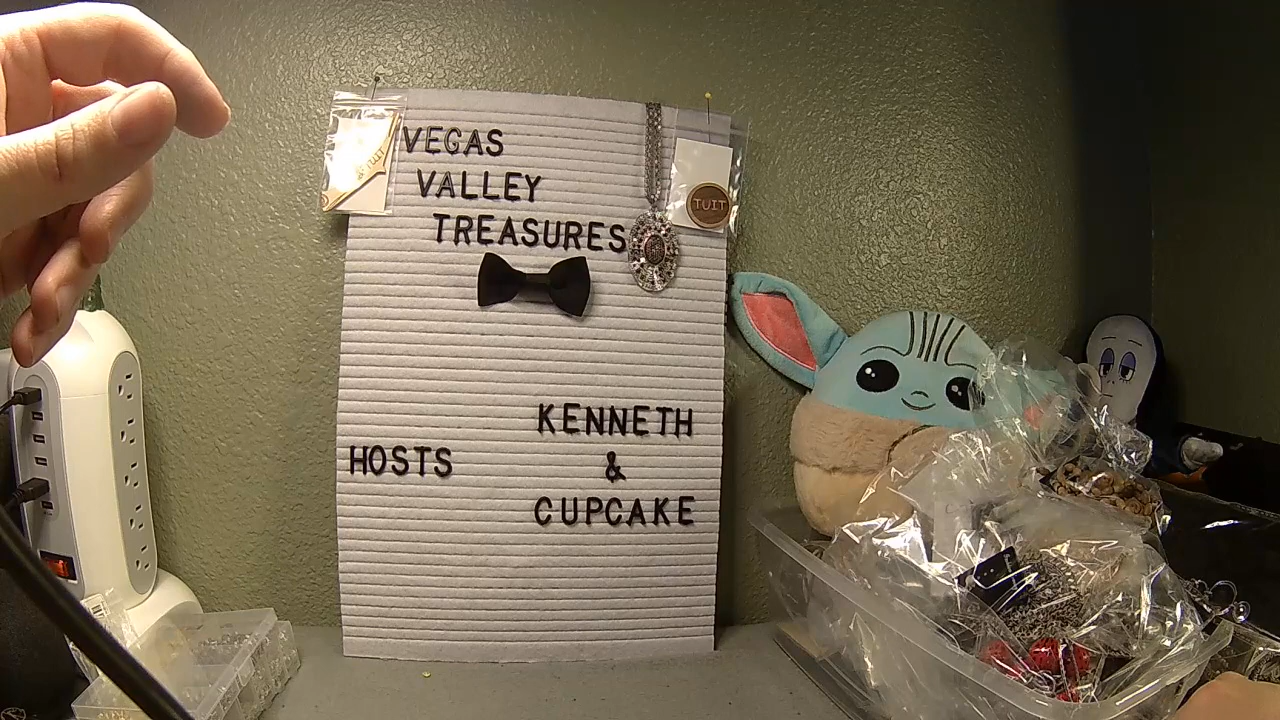 VEGAS
VALLEY
TREASURES
TUIT
KENNETH
HOSTS
&
CUPCAKE